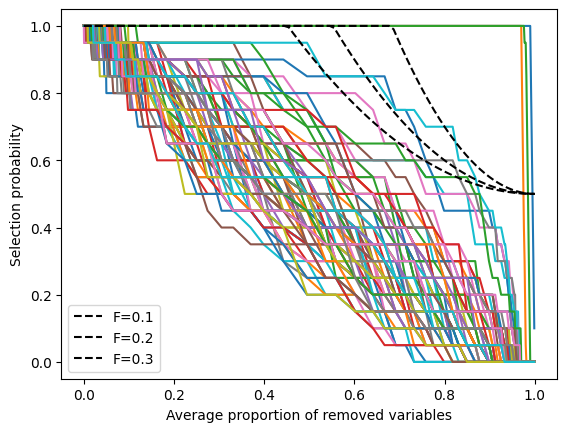 1.0
0.8
0.6
0.4
0.2
0.0
Selection probability
F=0.1
F=0.2
F=0.3
0.0 0.2 0.4 0.6 0.8 1.0
Average proportion of removed variables